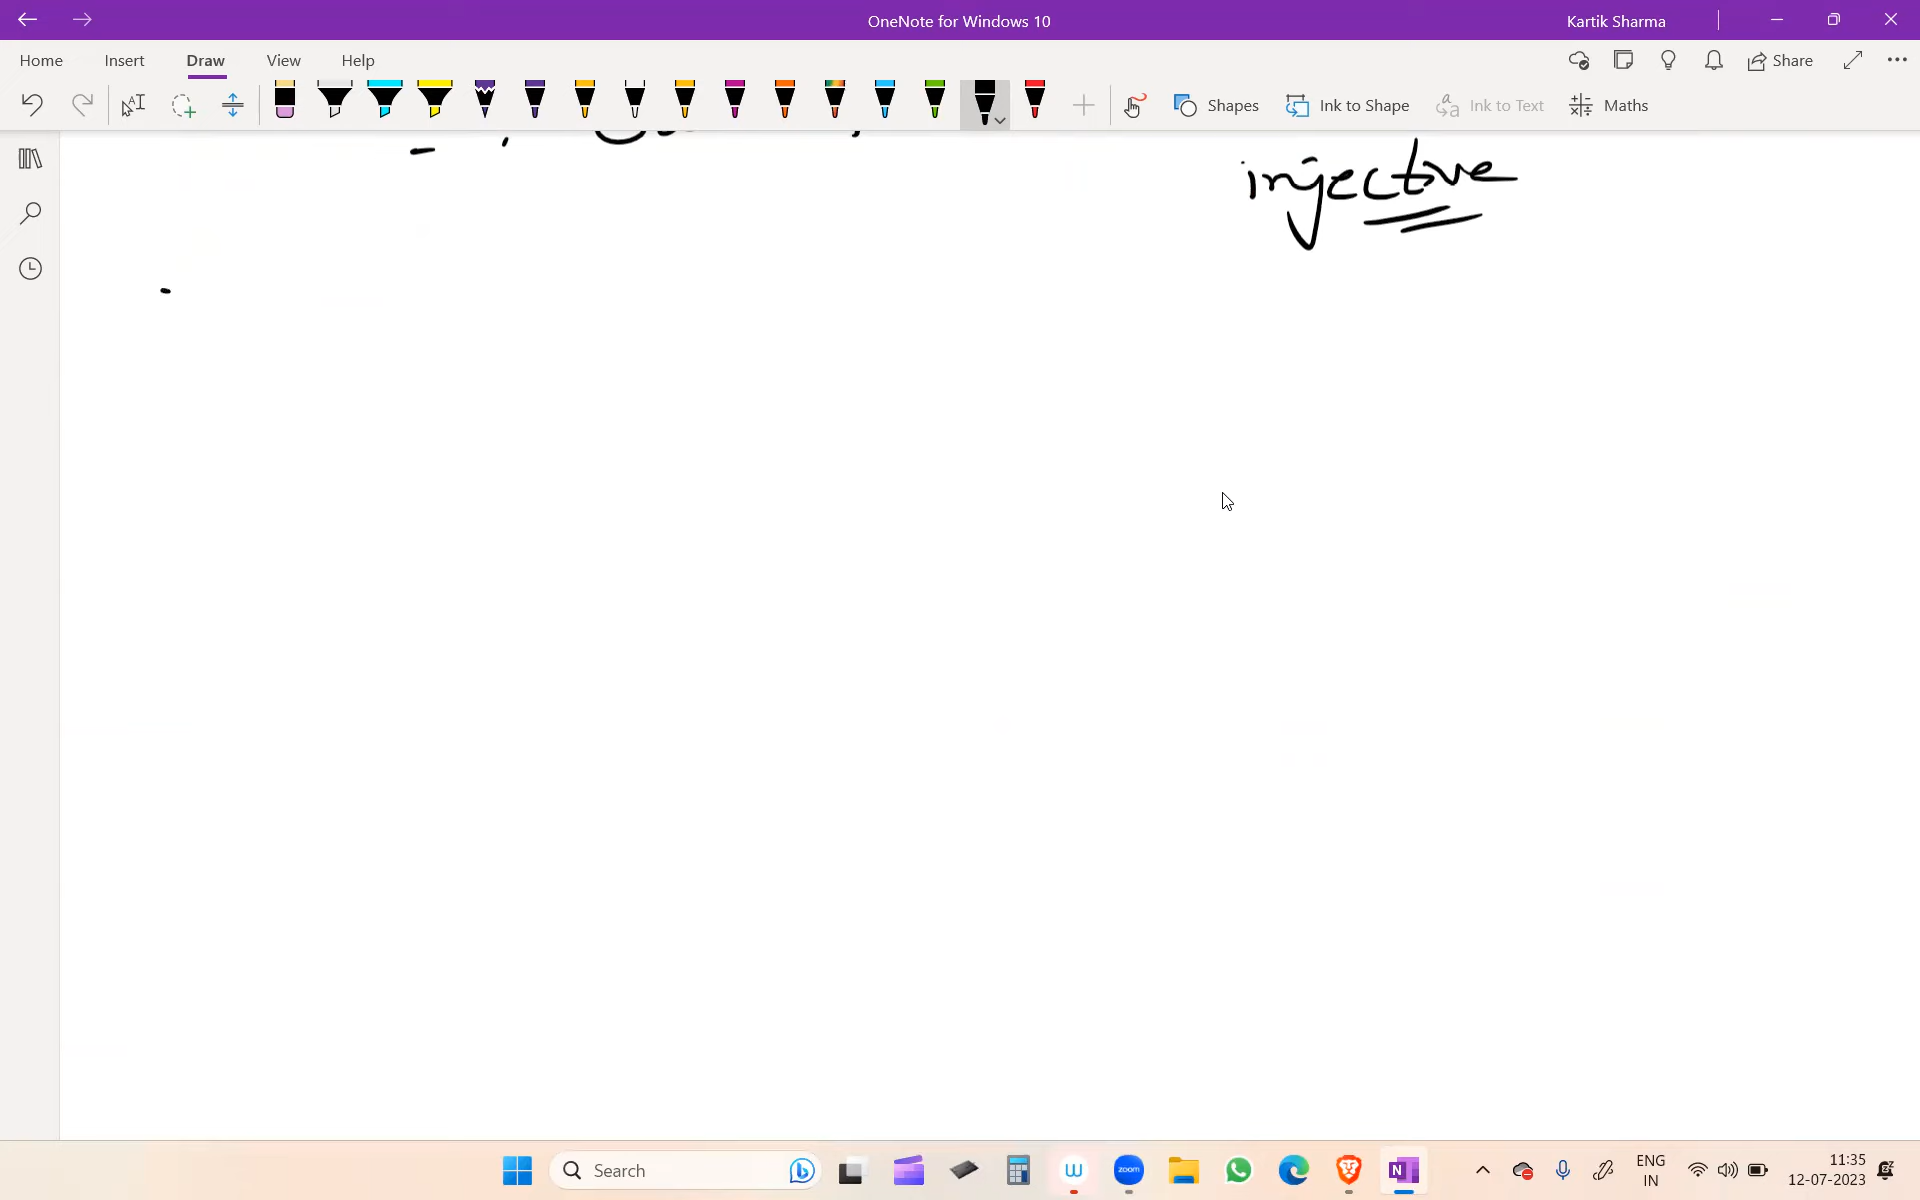 OneNote for Windows 10
Kartik Sharma
Home Insert Draw View Help
Share
Shapes
Ink to Shape
Ink to Text
Maths
injective
Search
zoom
ENG
IN
11:35
12-07-2023